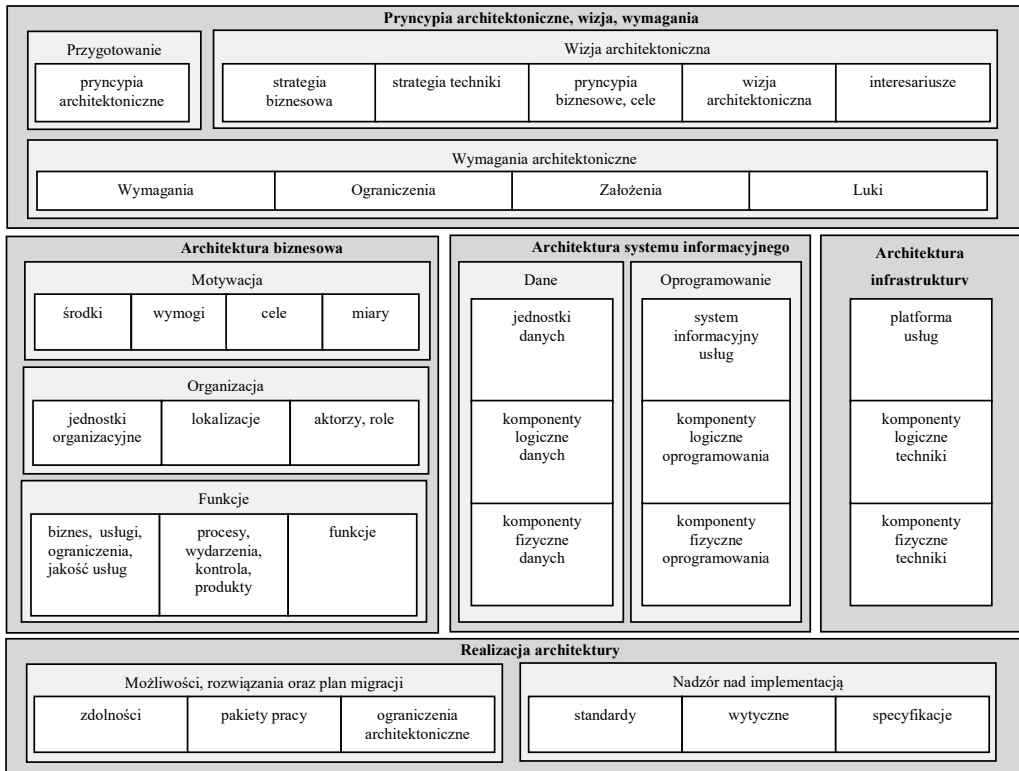 Pryncypia architektoniczne, wizja, wymagania
Przygotowanie
pryncypia
architektoniczne
Wizja architektoniczna
strategia
biznesowa
strategia techniki
pryncypia
biznesowe, cele
wizja
architektoniczna
interesariusze
Wymagania architektoniczne
Wymagania
Ograniczenia
Założenia
Luki
Architektura biznesowa
Motywacja
środki
wymogi
cele
miary
Organizacja
jednostki
organizacyjne
lokalizacje
aktorzy, role
Funkcje
biznes, usługi,
ograniczenia,
jakość usług
procesy,
wydarzenia,
kontrola,
produkty
funkcje
Architektura systemu informacyjnego
Dane
jednostki
danych
komponenty
logiczne
danych
komponenty
fizyczne
danych
Oprogramowanie
system
informacyjny
usług
komponenty
logiczne
oprogramowania
komponenty
fizyczne
oprogramowania
Architektura
infrastruktury
platforma
usług
komponenty
logiczne
techniki
komponenty
fizyczne
techniki
Realizacja architektury
Możliwości, rozwiązania oraz plan migracji
zdolności
pakiety pracy
ograniczenia
architektoniczne
Nadzór nad implementacją
standardy
wytyczne
specyfikacje